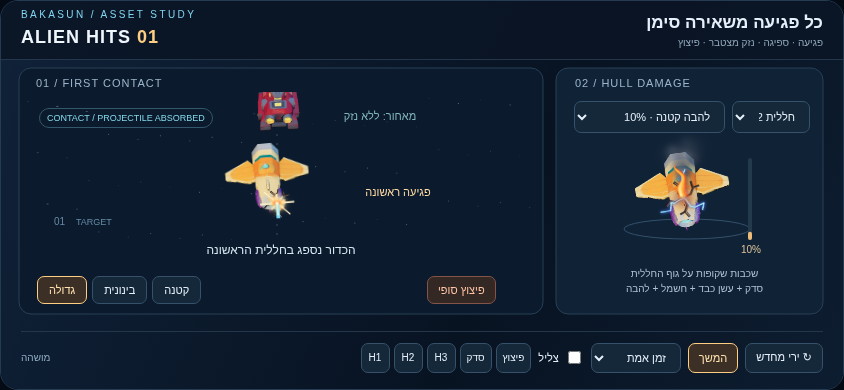 BAKASUN / ASSET STUDY
ALIEN HITS 01
כל פגיעה משאירה סימן
פגיעה · ספיגה · נזק מצטבר · פיצוץ
01 / FIRST CONTACT
CONTACT / PROJECTILE ABSORBED
מאחור: ללא נזק
פגיעה ראשונה
01 TARGET
הכדור נספג בחללית הראשונה
גדולה
בינונית
קטנה
פיצוץ סופי
02 / HULL DAMAGE
חללית 2
להבה קטנה · 10%
10%
שכבות שקופות על גוף החללית
סדק + עשן כבד + חשמל + להבה
↻ ירי מחדש
המשך
זמן אמת
צליל
פיצוץ
סדק
H3
H2
H1
מושהה